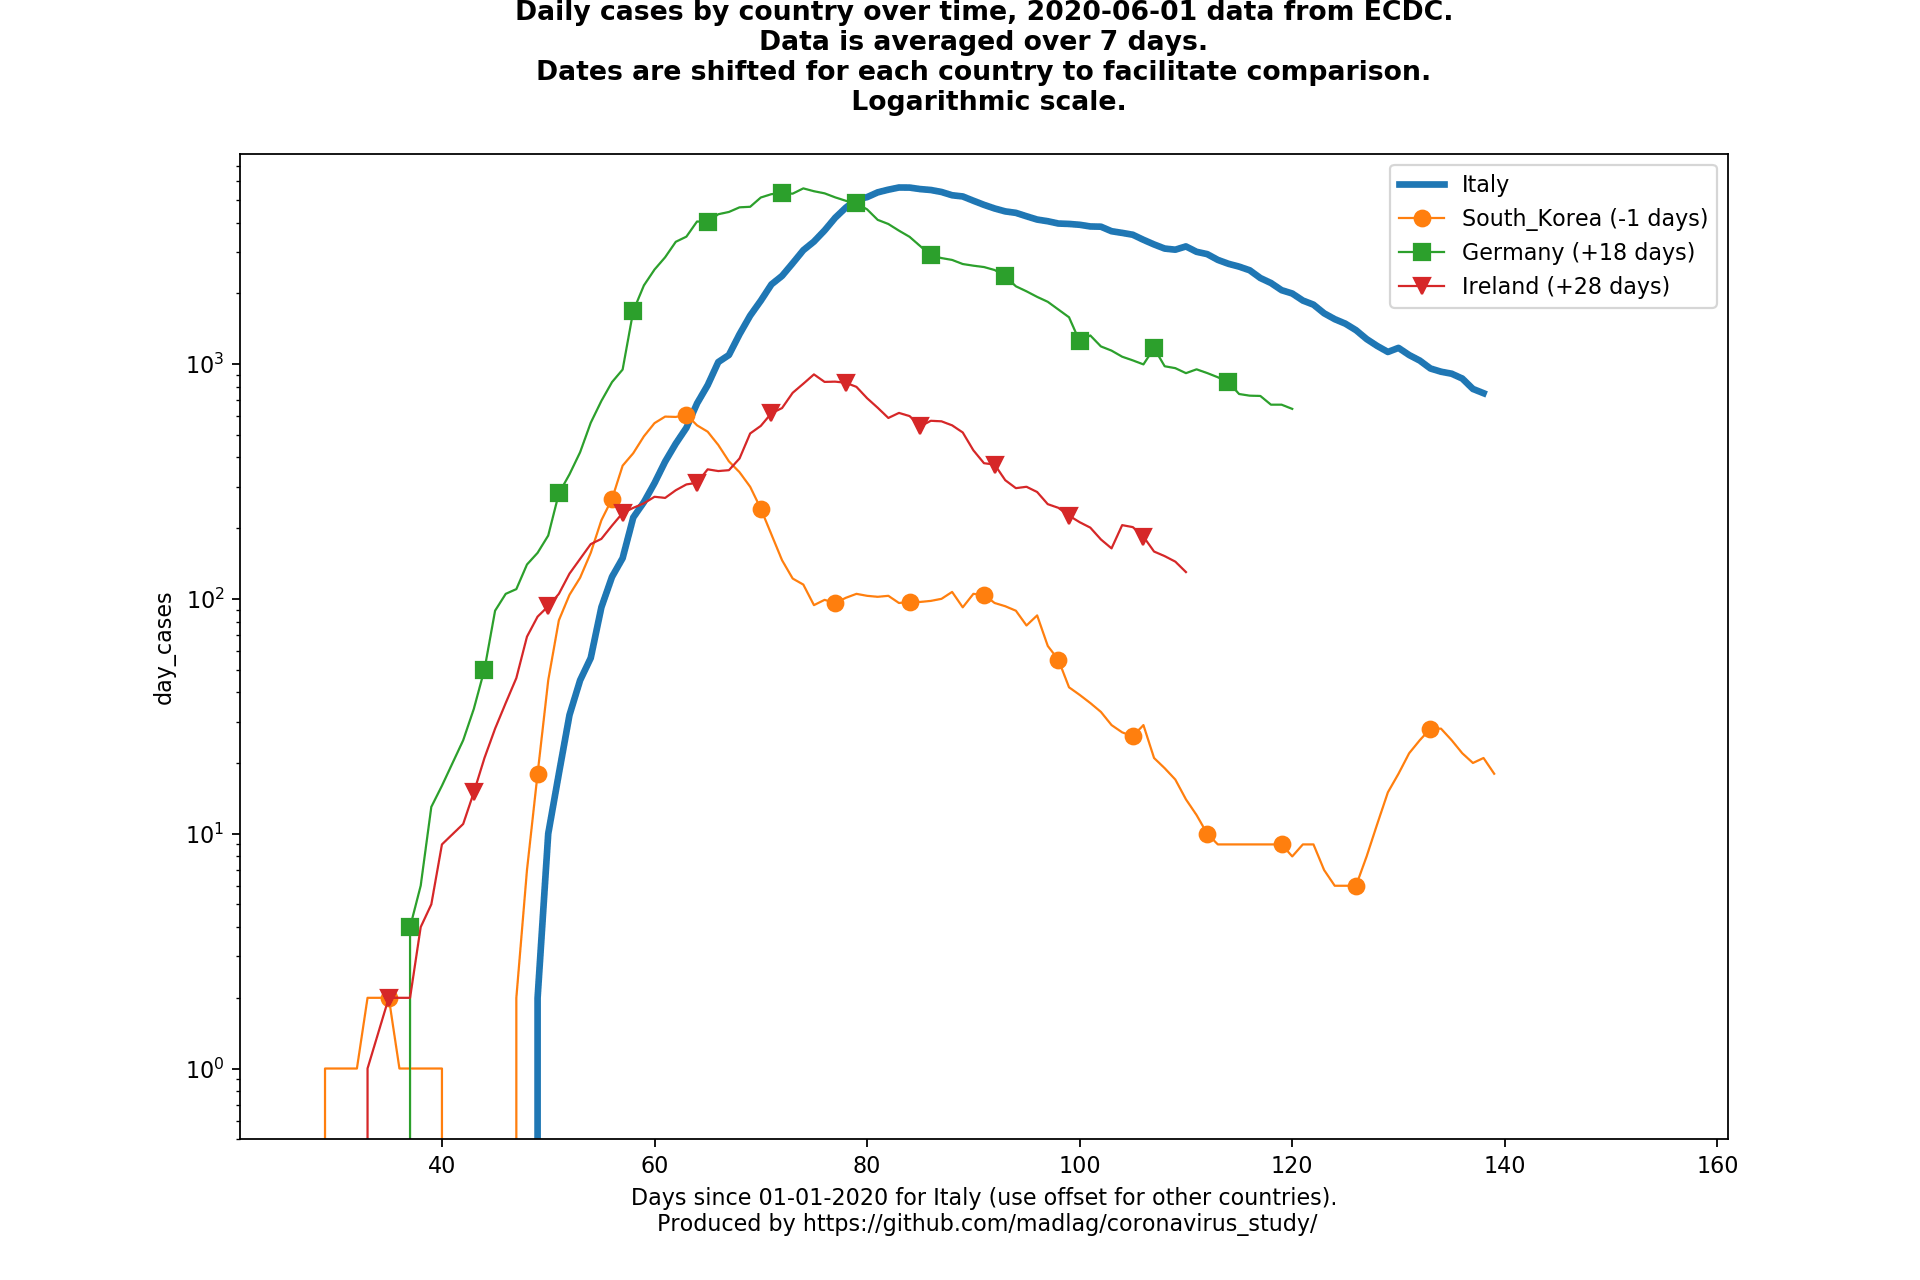 Daily cases by country over time, 2020-06-01 data from ECDC.
Data is averaged over 7 days.
Dates are shifted for each country to facilitate comparison.
Logarithmic scale.
Italy
South_Korea (-1 days)
Germany (+18 days)
Ireland (+28 days)
10³
10²
10¹
10⁰
day_cases
40 60 80 100 120 140 160
Days since 01-01-2020 for Italy (use offset for other countries).
Produced by https://github.com/madlag/coronavirus_study/